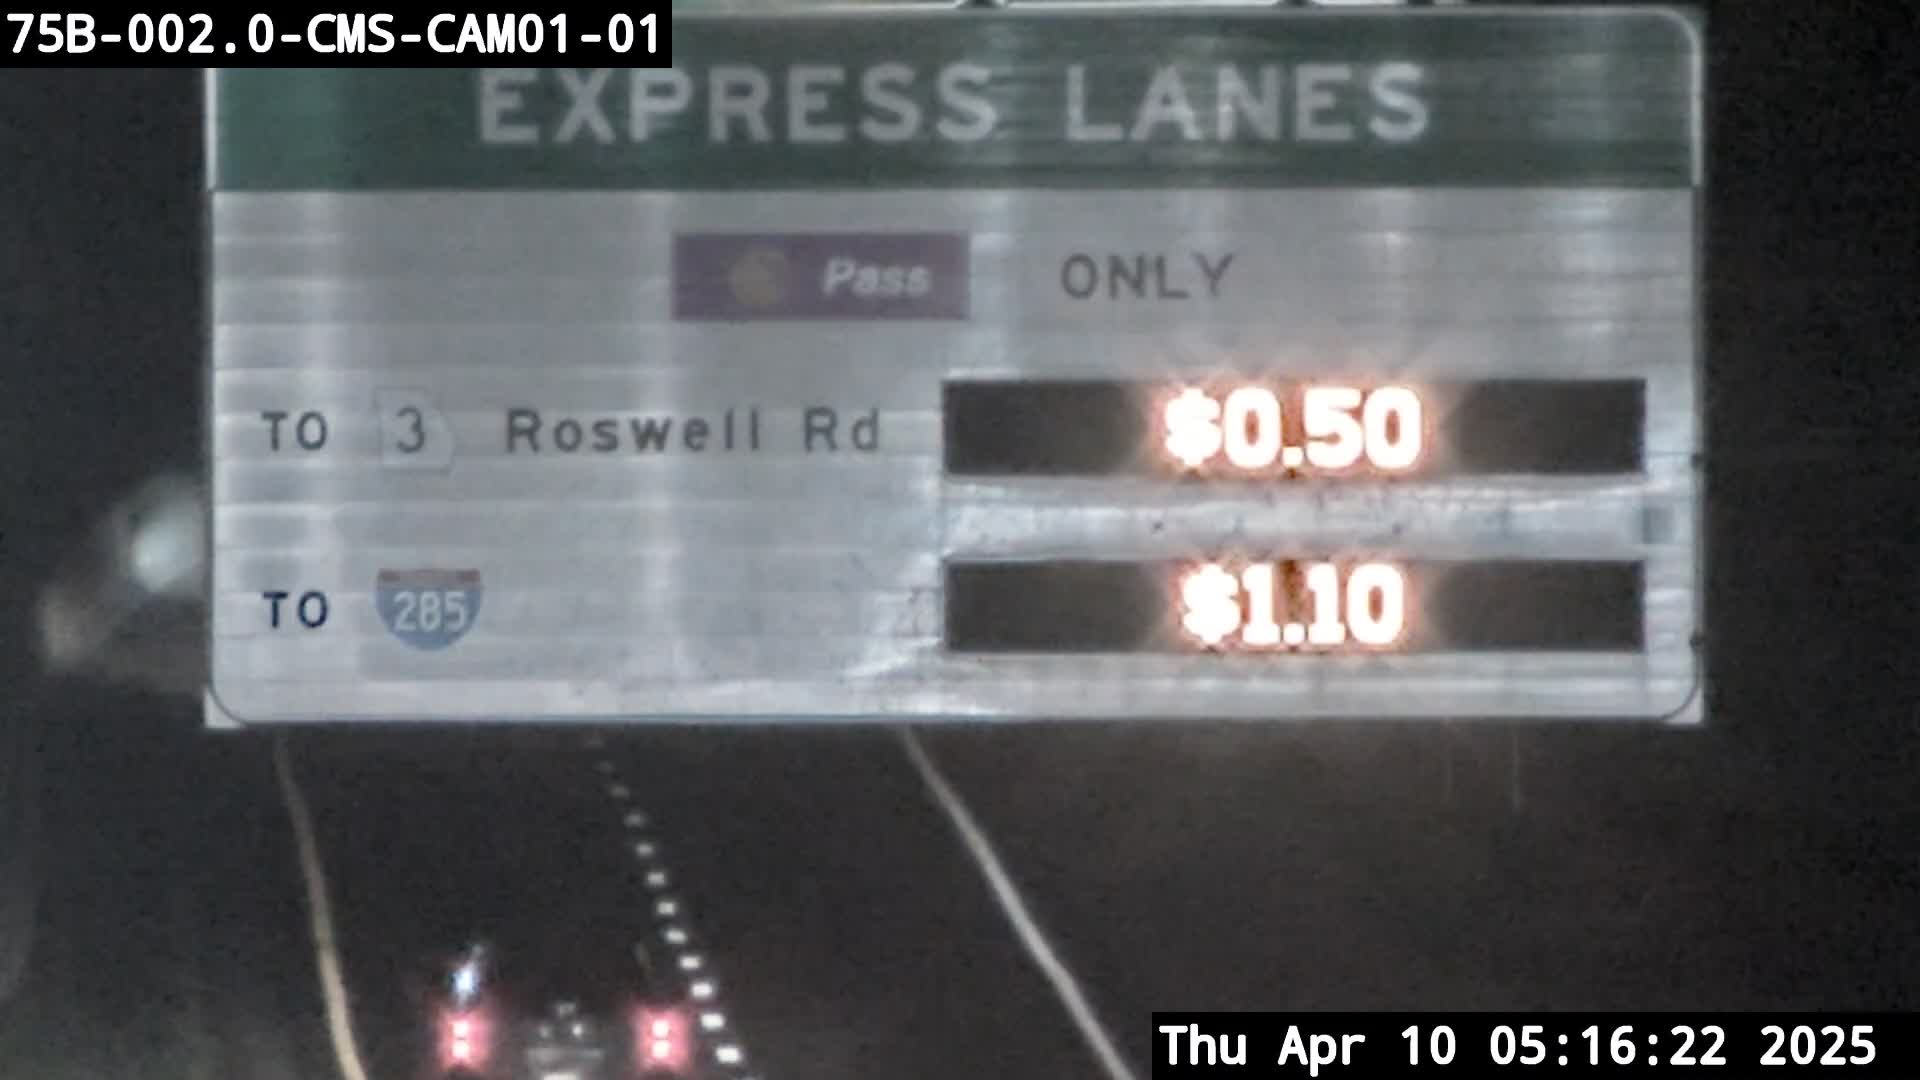 75B-002.0-CMS-CAM01-01
EXPRESS LANES
Pass ONLY
TO 3 Roswell Rd $0.50
TO 285 $1.10
Thu Apr 10 05:16:22 2025